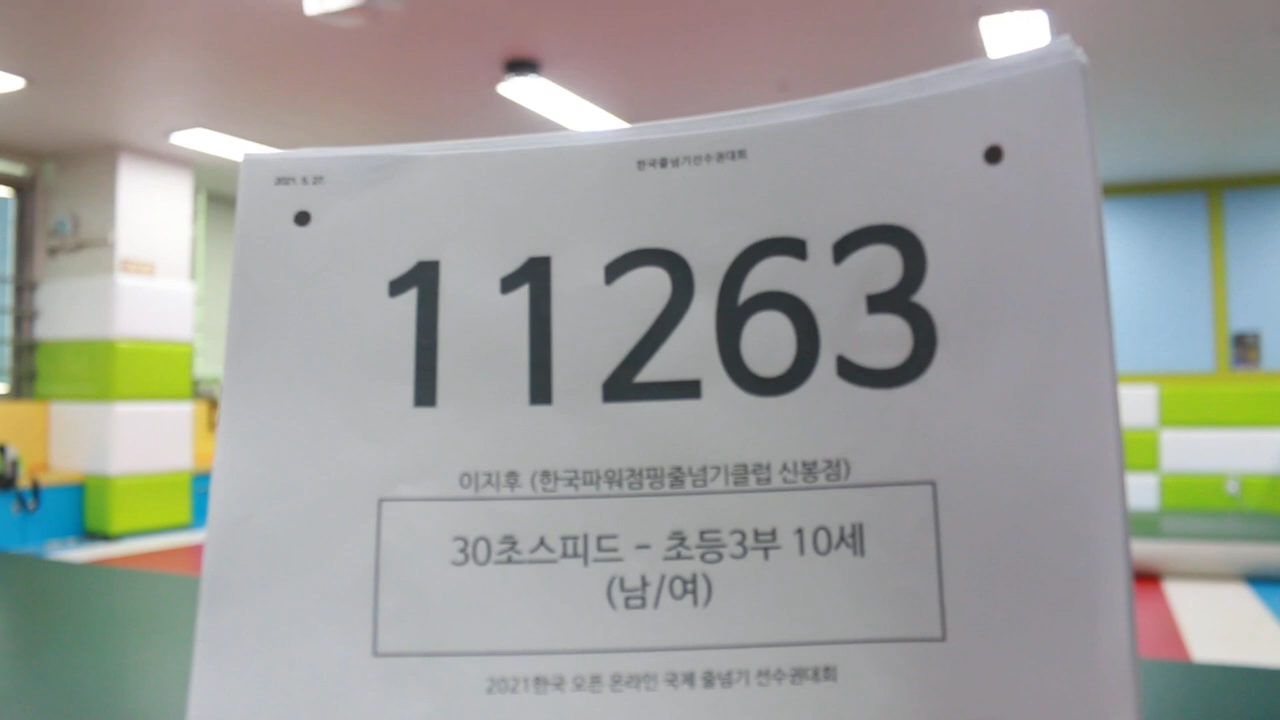 2021. 5. 27.
한국줄넘기선수권대회
11263
이지후 (한국파워점핑줄넘기클럽 신봉점)
30초스피드 - 초등3부 10세
(남/여)
2021한국 오픈 온라인 국제 줄넘기 선수권대회